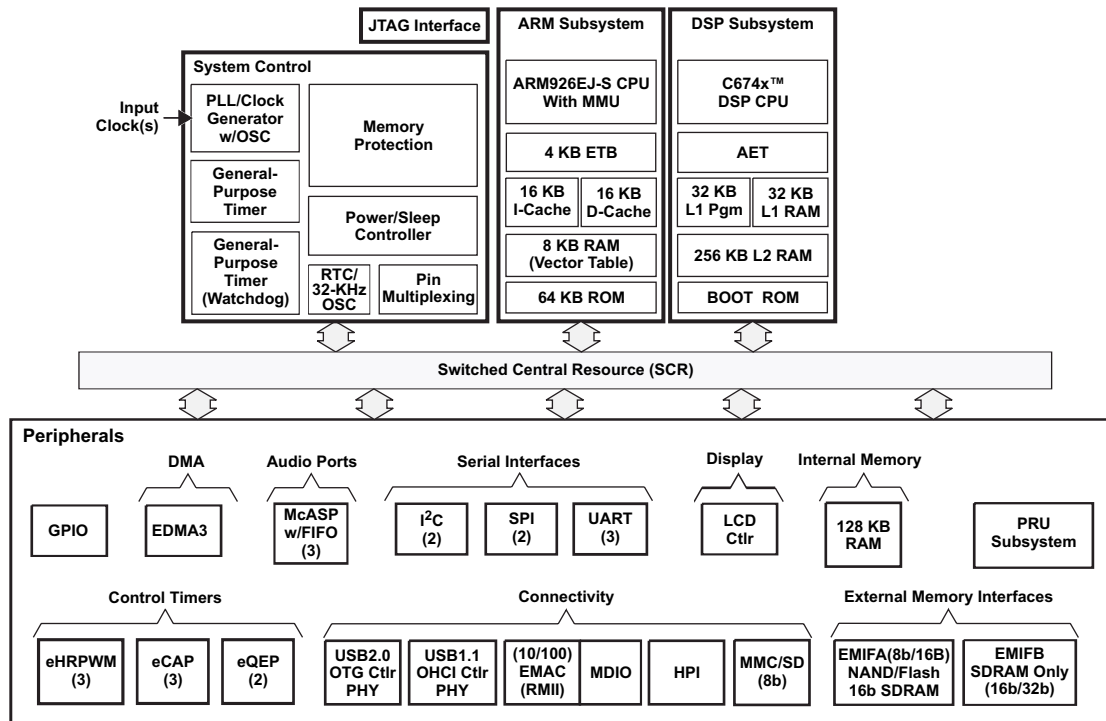 JTAG Interface
ARM Subsystem
DSP Subsystem
System Control
Input
Clock(s)
PLL/Clock
Generator
w/OSC
General-
Purpose
Timer
General-
Purpose
Timer
(Watchdog)
Memory
Protection
Power/Sleep
Controller
RTC/
32-KHz
OSC
Pin
Multiplexing
ARM926EJ-S CPU
With MMU
4 KB ETB
16 KB
I-Cache
16 KB
D-Cache
8 KB RAM
(Vector Table)
64 KB ROM
C674x™
DSP CPU
AET
32 KB
L1 Pgm
32 KB
L1 RAM
256 KB L2 RAM
BOOT ROM
Switched Central Resource (SCR)
Peripherals
GPIO
DMA
EDMA3
Audio Ports
McASP
w/FIFO
(3)
Serial Interfaces
I²C
(2)
SPI
(2)
UART
(3)
Display
LCD
Ctlr
Internal Memory
128 KB
RAM
PRU
Subsystem
Control Timers
eHRPWM
(3)
eCAP
(3)
eQEP
(2)
Connectivity
USB2.0
OTG Ctlr
PHY
USB1.1
OHCI Ctlr
PHY
(10/100)
EMAC
(RMII)
MDIO
HPI
MMC/SD
(8b)
External Memory Interfaces
EMIFA(8b/16B)
NAND/Flash
16b SDRAM
EMIFB
SDRAM Only
(16b/32b)